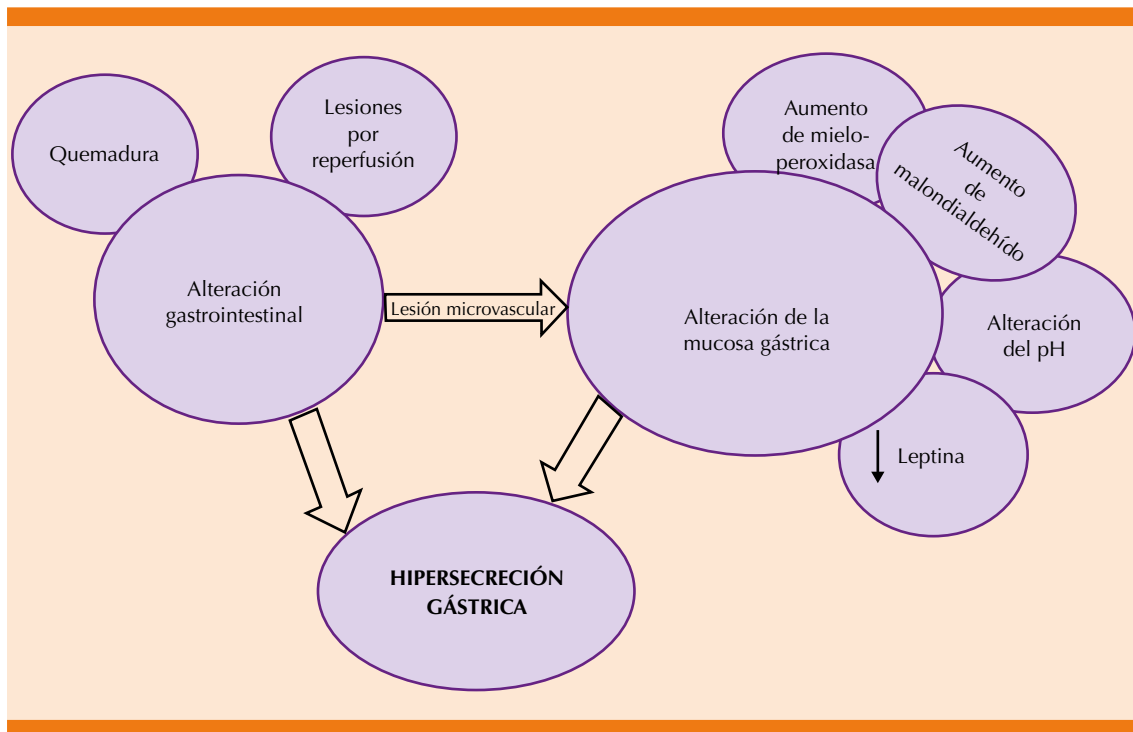 Quemadura
Lesiones
por
reperfusión
Aumento
de mielo-
peroxidasa
Aumento
de
malondialdehído
Alteración
gastrointestinal
Lesión microvascular
Alteración de la
mucosa gástrica
Alteración
del pH
Leptina
HIPERSECRECIÓN
GÁSTRICA